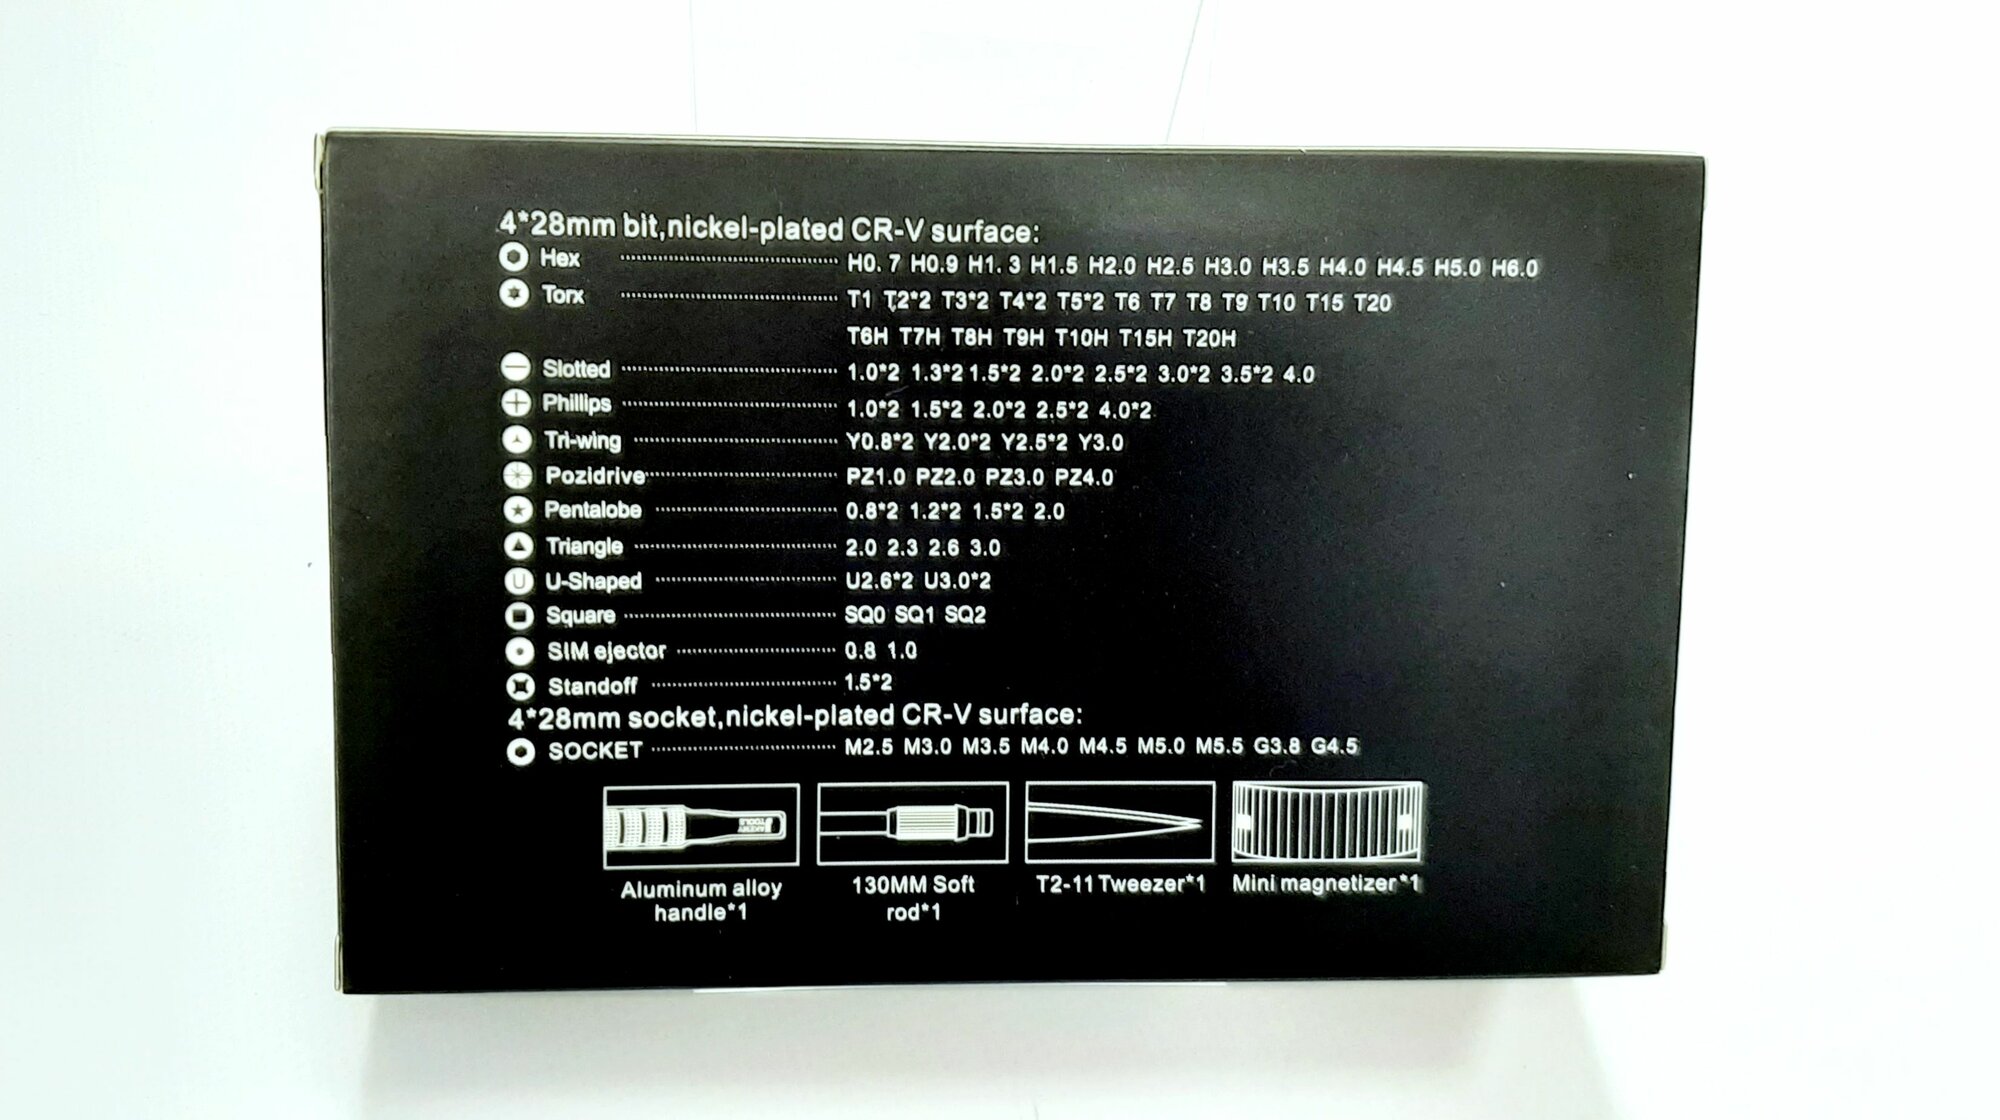 4*28mm bit,nickel-plated CR-V surface:
Hex H0. 7 H0.9 H1. 3 H1.5 H2.0 H2.5 H3.0 H3.5 H4.0 H4.5 H5.0 H6.0
Torx T1 T2*2 T3*2 T4*2 T5*2 T6 T7 T8 T9 T10 T15 T20
T6H T7H T8H T9H T10H T15H T20H
Slotted 1.0*2 1.3*2 1.5*2 2.0*2 2.5*2 3.0*2 3.5*2 4.0
Phillips 1.0*2 1.5*2 2.0*2 2.5*2 4.0*2
Tri-wing Y0.8*2 Y2.0*2 Y2.5*2 Y3.0
Pozidrive PZ1.0 PZ2.0 PZ3.0 PZ4.0
Pentalobe 0.8*2 1.2*2 1.5*2 2.0
Triangle 2.0 2.3 2.6 3.0
U U-Shaped U2.6*2 U3.0*2
Square SQ0 SQ1 SQ2
SIM ejector 0.8 1.0
Standoff 1.5*2
4*28mm socket,nickel-plated CR-V surface:
SOCKET M2.5 M3.0 M3.5 M4.0 M4.5 M5.0 M5.5 G3.8 G4.5
Aluminum alloy
handle*1
130MM Soft
rod*1
T2-11 Tweezer*1
Mini magnetizer*1